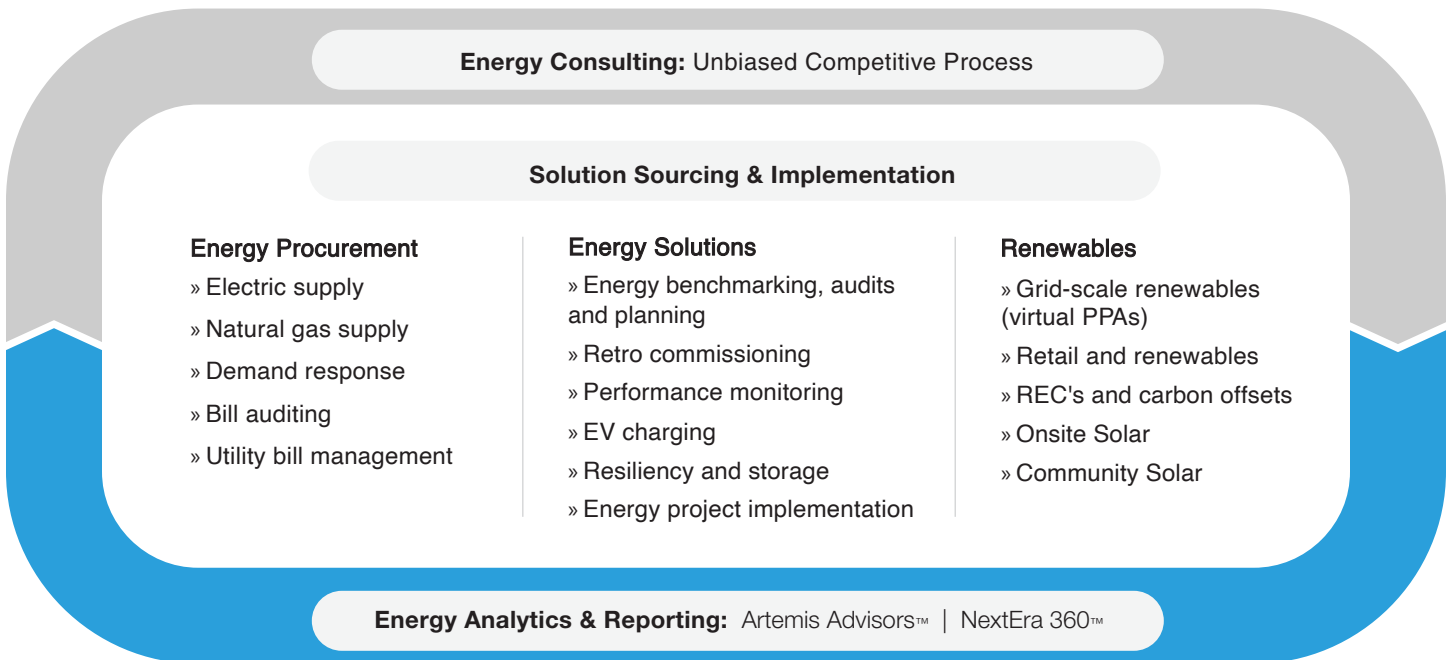 Energy Consulting: Unbiased Competitive Process
Solution Sourcing & Implementation
Energy Procurement
» Electric supply
» Natural gas supply
» Demand response
» Bill auditing
» Utility bill management
Energy Solutions
» Energy benchmarking, audits
and planning
» Retro commissioning
» Performance monitoring
» EV charging
» Resiliency and storage
» Energy project implementation
Renewables
» Grid-scale renewables
(virtual PPAs)
» Retail and renewables
» REC's and carbon offsets
» Onsite Solar
» Community Solar
Energy Analytics & Reporting: Artemis Advisors™ | NextEra 360™